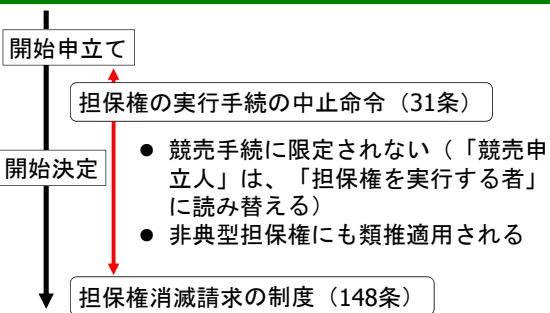 開始申立て
担保権の実行手続の中止命令（31条）
開始決定
● 競売手続に限定されない（「競売申
立人」は、「担保権を実行する者」
に読み替える）
● 非典型担保権にも類推適用される
担保権消滅請求の制度（148条）